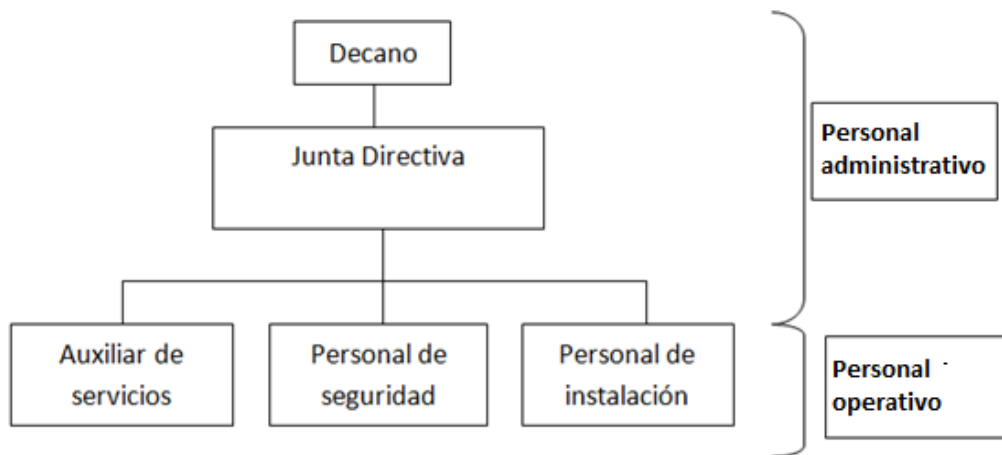 Decano
Junta Directiva
Personal
administrativo
Auxiliar de
servicios
Personal de
seguridad
Personal de
instalación
Personal
operativo